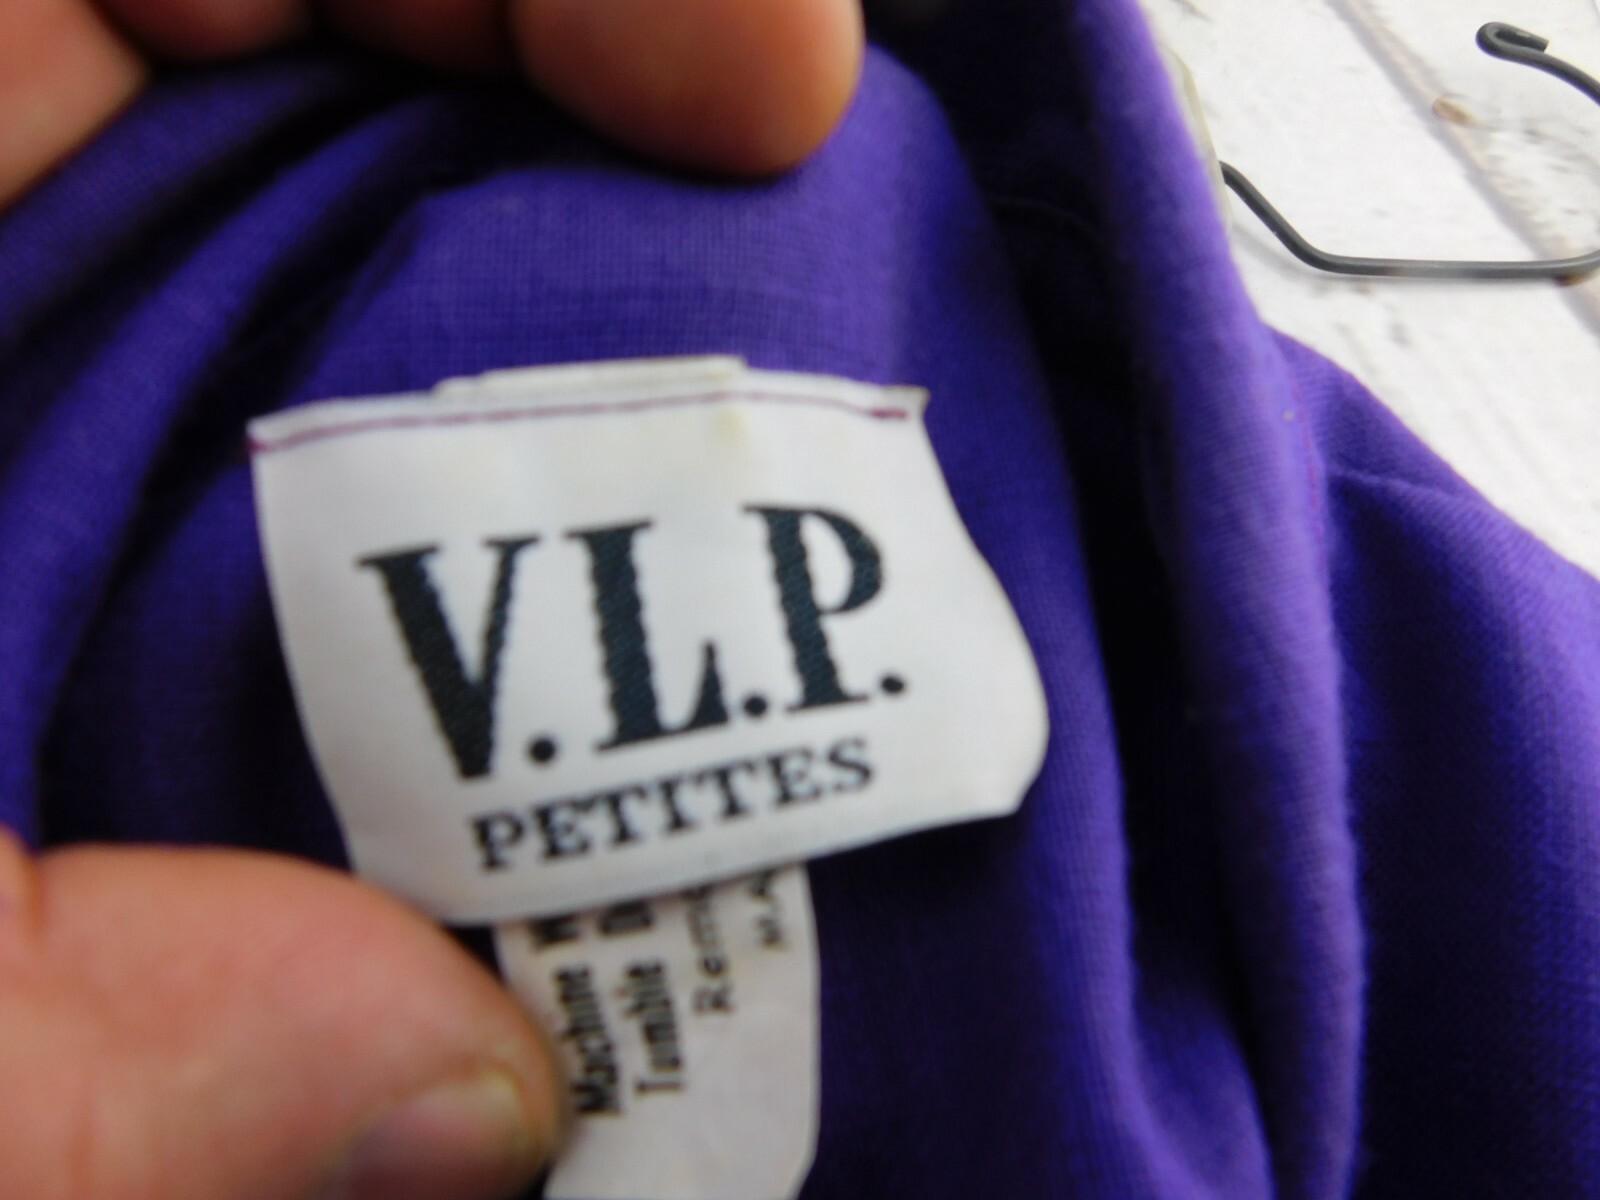 V.L.P.
PETITES
Machine
Tumble